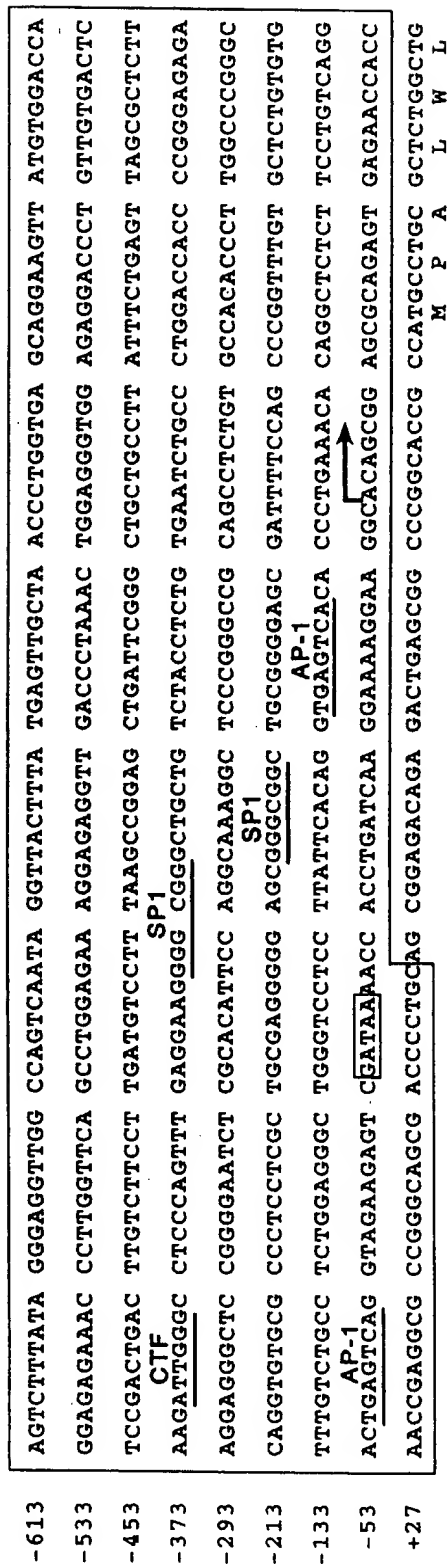 -613 AGTCTTTATA GGGAGGTTGG CCAGTCAATA GGTTACTTTA TGAGTTGCTA ACCCTGGTGA GCAGGAAGTT ATGTGGACCA
-533 GGAGAGAAAC CCTTGGTTCA GCCTGGAGAA AGGAGAGGTT GACCCTAAAC TGGAGGGTGG AGAGGACCCT GTTGTGACTC
-453 TCCGACTGAC TTGTCTTCCT TGATGTCCTT TAAGCCGGAG CTGATTCGGG CTGCTGCCTT ATTTCTGAGT TAGCGCTCTT
CTF SP1
-373 AAGATTGGGC CTCCCAGTTT GAGGAAGGGG CGGGCTGCTG TCTACCTCTG TGAATCTGCC CTGGACCACC CCGGGAGAGA
-293 AGGAGGGCTC CGGGGAATCT CGCACATTCC AGGCAAAGGC TCCCGGGCCG CAGCCTCTGT GCCACACCCT TGGCCCGGGC
SP1
-213 CAGGTGTGCG CCCTCCTCGC TGCGAGGGGG AGCGGGCGGC TGCGGGGAGC GATTTTCCAG CCCGGTTTGT GCTCTGTGTG
AP-1
-133 TTTGTCTGCC TCTGGAGGGC TGGGTCCTCC TTATTCACAG GTGAGTCACA CCCTGAAACA CAGGCTCTCT TCCTGTCAGG
AP-1
-53 ACTGAGTCAG GTAGAAGAGT CGATAAAACC ACCTGATCAA GGAAAAGGAA GGCACAGCGG AGCGCAGAGT GAGAACCACC
+27 AACCGAGGCG CCGGGCAGCG ACCCCTGCAG CGGAGACAGA GACTGAGCGG CCCGGCACCG CCATGCCTGC GCTCTGGCTG
M P A L W L